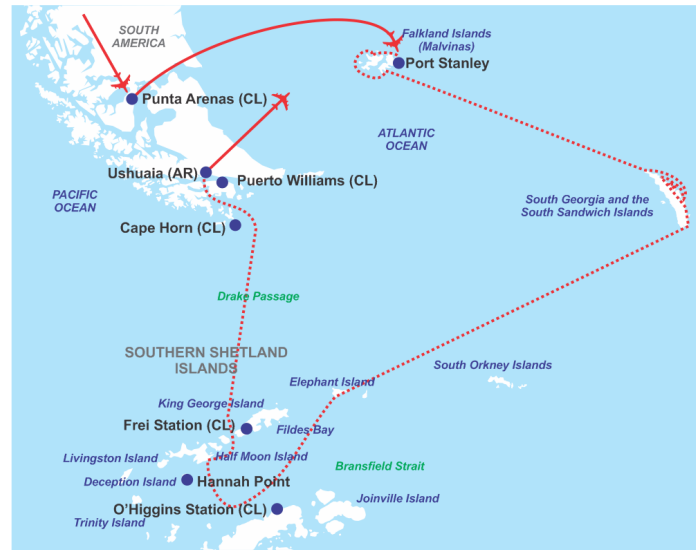 SOUTH
AMERICA
Falkland Islands
(Malvinas)
Port Stanley
Punta Arenas (CL)
ATLANTIC
OCEAN
Ushuaia (AR)
Puerto Williams (CL)
PACIFIC
OCEAN
South Georgia and the
South Sandwich Islands
Cape Horn (CL)
Drake Passage
SOUTHERN SHETLAND
ISLANDS
South Orkney Islands
Elephant Island
King George Island
Frei Station (CL)
Fildes Bay
Livingston Island
Half Moon Island
Bransfield Strait
Deception Island
Hannah Point
Joinville Island
O'Higgins Station (CL)
Trinity Island